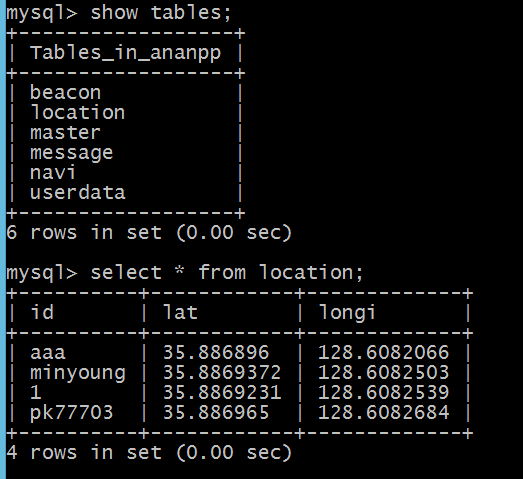 mysql> show tables;
+------------------+
| Tables_in_ananpp |
+------------------+
| beacon           |
| location         |
| master           |
| message          |
| navi             |
| userdata         |
+------------------+
6 rows in set (0.00 sec)
mysql> select * from location;
+----------+------------+-------------+
| id       | lat        | longi       |
+----------+------------+-------------+
| aaa      | 35.886896  | 128.6082066 |
| minyoung | 35.8869372 | 128.6082503 |
| 1        | 35.8869231 | 128.6082539 |
| pk77703  | 35.886965  | 128.6082684 |
+----------+------------+-------------+
4 rows in set (0.00 sec)